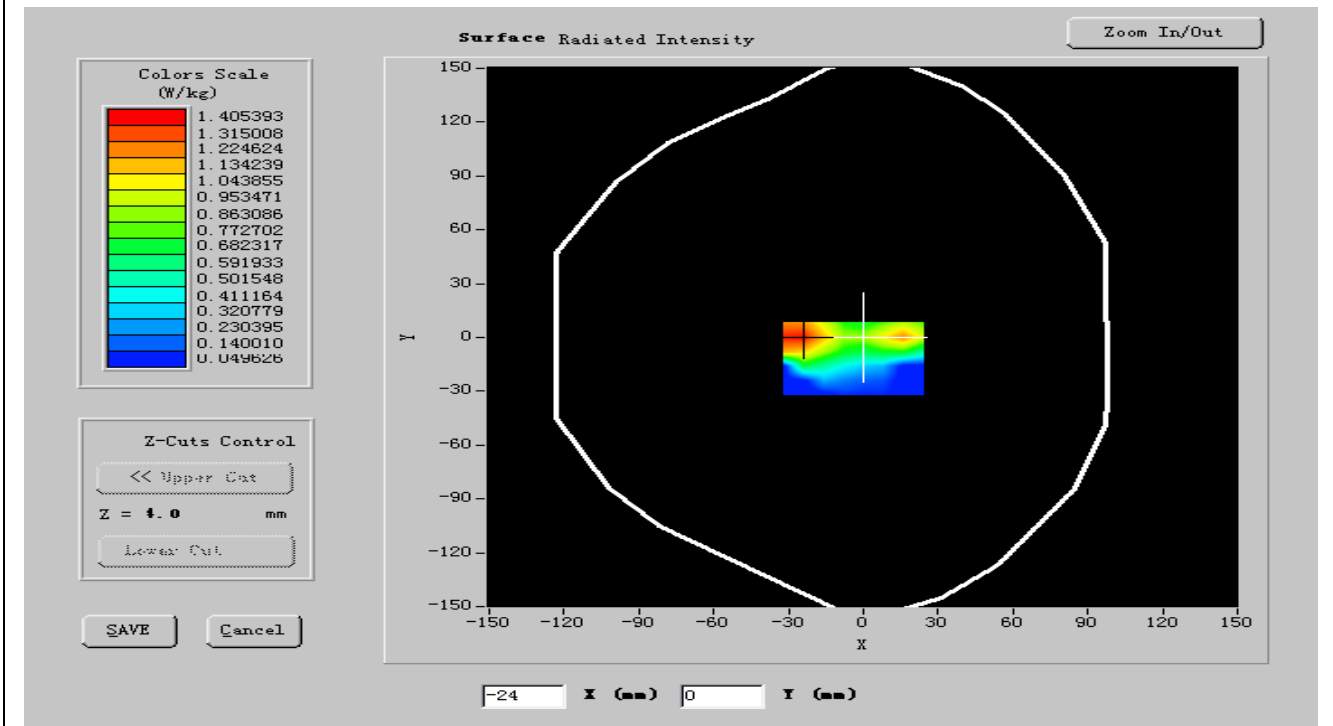 Surface Radiated Intensity
Zoom In/Out
Colors Scale
(W/kg)
1.405393
1.315008
1.224624
1.134239
1.043855
0.953471
0.863086
0.772702
0.682317
0.591933
0.501548
0.411164
0.320779
0.230395
0.140010
0.049626
Z-Cuts Control
<< Upper Cut
Z = 4.0 mm
Lower Cut
SAVE
Cancel
150
120
90
60
30
0
-30
-60
-90
-120
-150
Y
-150 -120 -90 -60 -30 0 30 60 90 120 150
X
-24 X (mm) 0 Y (mm)